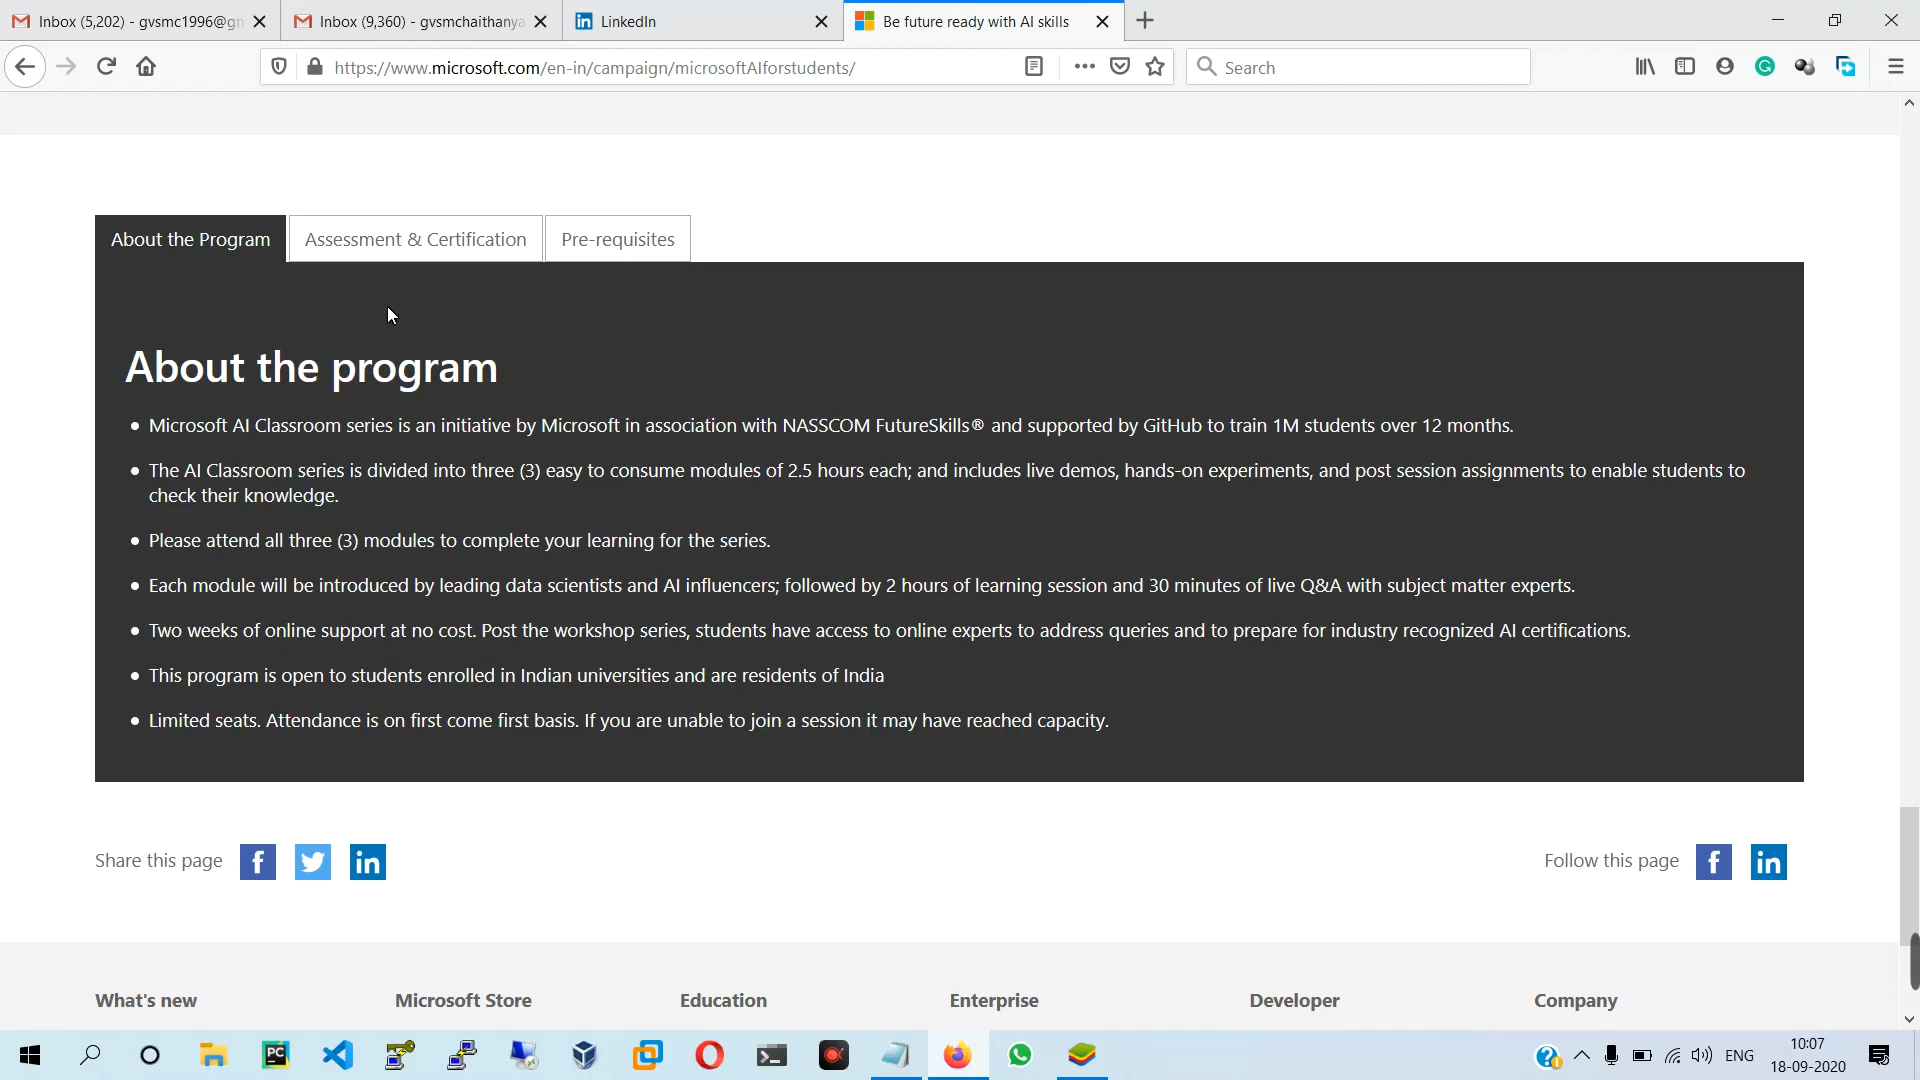 Inbox (5,202) - gvsmc1996@gm
Inbox (9,360) - gvsmchaithanya
LinkedIn
Be future ready with AI skills
https://www.microsoft.com/en-in/campaign/microsoftAIforstudents/
Search
About the Program
Assessment & Certification
Pre-requisites
About the program
• Microsoft AI Classroom series is an initiative by Microsoft in association with NASSCOM FutureSkills® and supported by GitHub to train 1M students over 12 months.
• The AI Classroom series is divided into three (3) easy to consume modules of 2.5 hours each; and includes live demos, hands-on experiments, and post session assignments to enable students to
check their knowledge.
• Please attend all three (3) modules to complete your learning for the series.
• Each module will be introduced by leading data scientists and AI influencers; followed by 2 hours of learning session and 30 minutes of live Q&A with subject matter experts.
• Two weeks of online support at no cost. Post the workshop series, students have access to online experts to address queries and to prepare for industry recognized AI certifications.
• This program is open to students enrolled in Indian universities and are residents of India
• Limited seats. Attendance is on first come first basis. If you are unable to join a session it may have reached capacity.
Share this page
Follow this page
What's new
Microsoft Store
Education
Enterprise
Developer
Company
ENG
10:07
18-09-2020